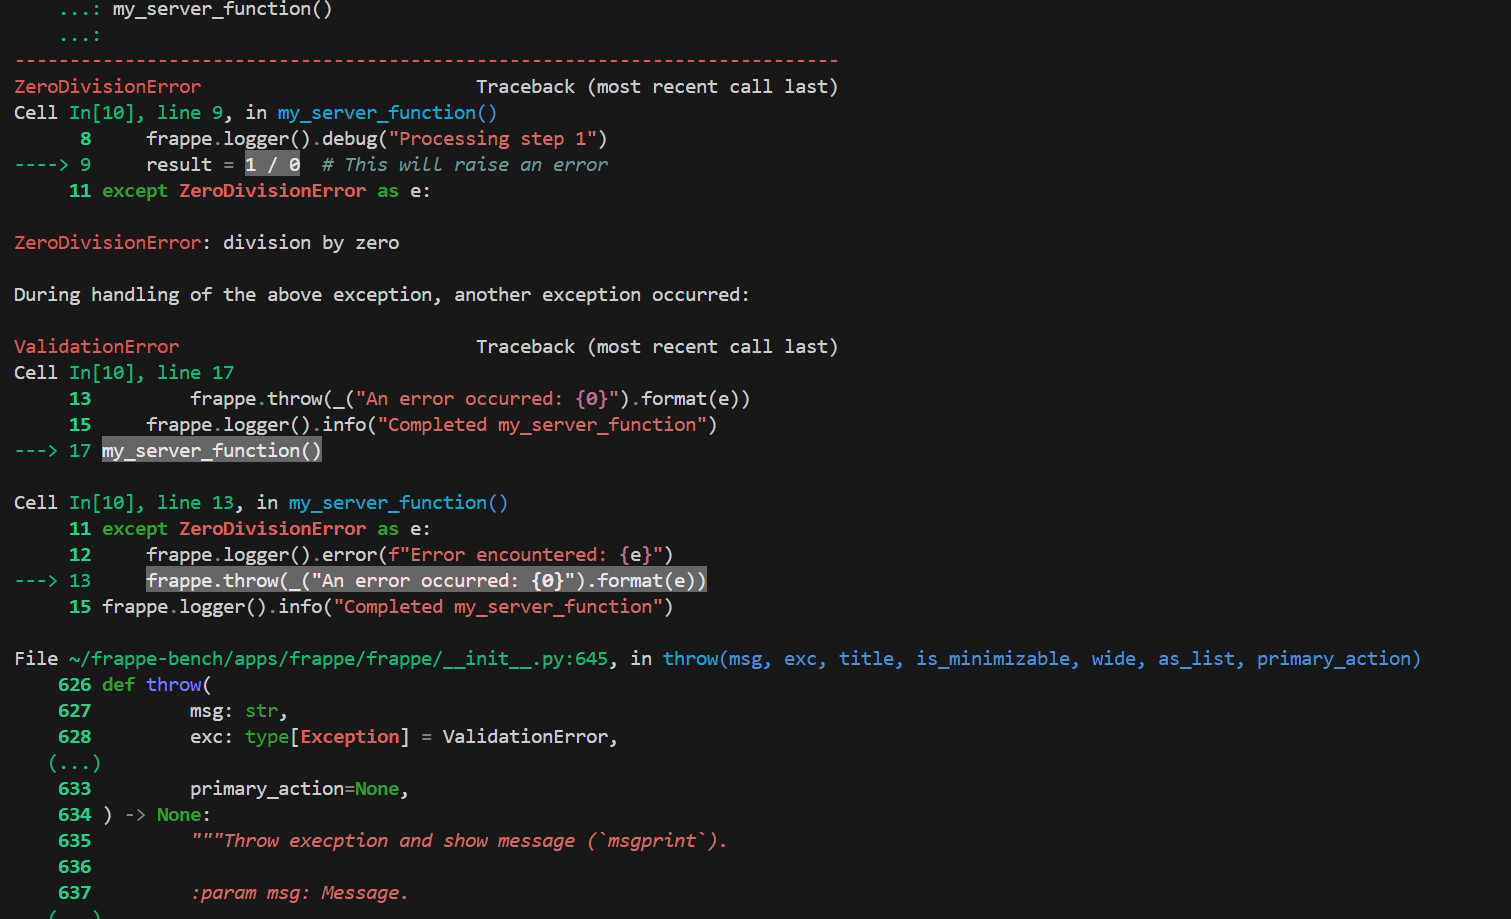 ...: my_server_function()
...:
---------------------------------------------------------------------------
ZeroDivisionError                         Traceback (most recent call last)
Cell In[10], line 9, in my_server_function()
      8     frappe.logger().debug("Processing step 1")
----> 9     result = 1 / 0  # This will raise an error
     11 except ZeroDivisionError as e:
ZeroDivisionError: division by zero
During handling of the above exception, another exception occurred:
ValidationError                           Traceback (most recent call last)
Cell In[10], line 17
     13         frappe.throw(_("An error occurred: {0}").format(e))
     15     frappe.logger().info("Completed my_server_function")
---> 17 my_server_function()
Cell In[10], line 13, in my_server_function()
     11 except ZeroDivisionError as e:
     12     frappe.logger().error(f"Error encountered: {e}")
---> 13     frappe.throw(_("An error occurred: {0}").format(e))
     15 frappe.logger().info("Completed my_server_function")
File ~/frappe-bench/apps/frappe/frappe/__init__.py:645, in throw(msg, exc, title, is_minimizable, wide, as_list, primary_action)
    626 def throw(
    627         msg: str,
    628         exc: type[Exception] = ValidationError,
   (...)
    633         primary_action=None,
    634 ) -> None:
    635         """Throw execption and show message (`msgprint`).
    636
    637         :param msg: Message.